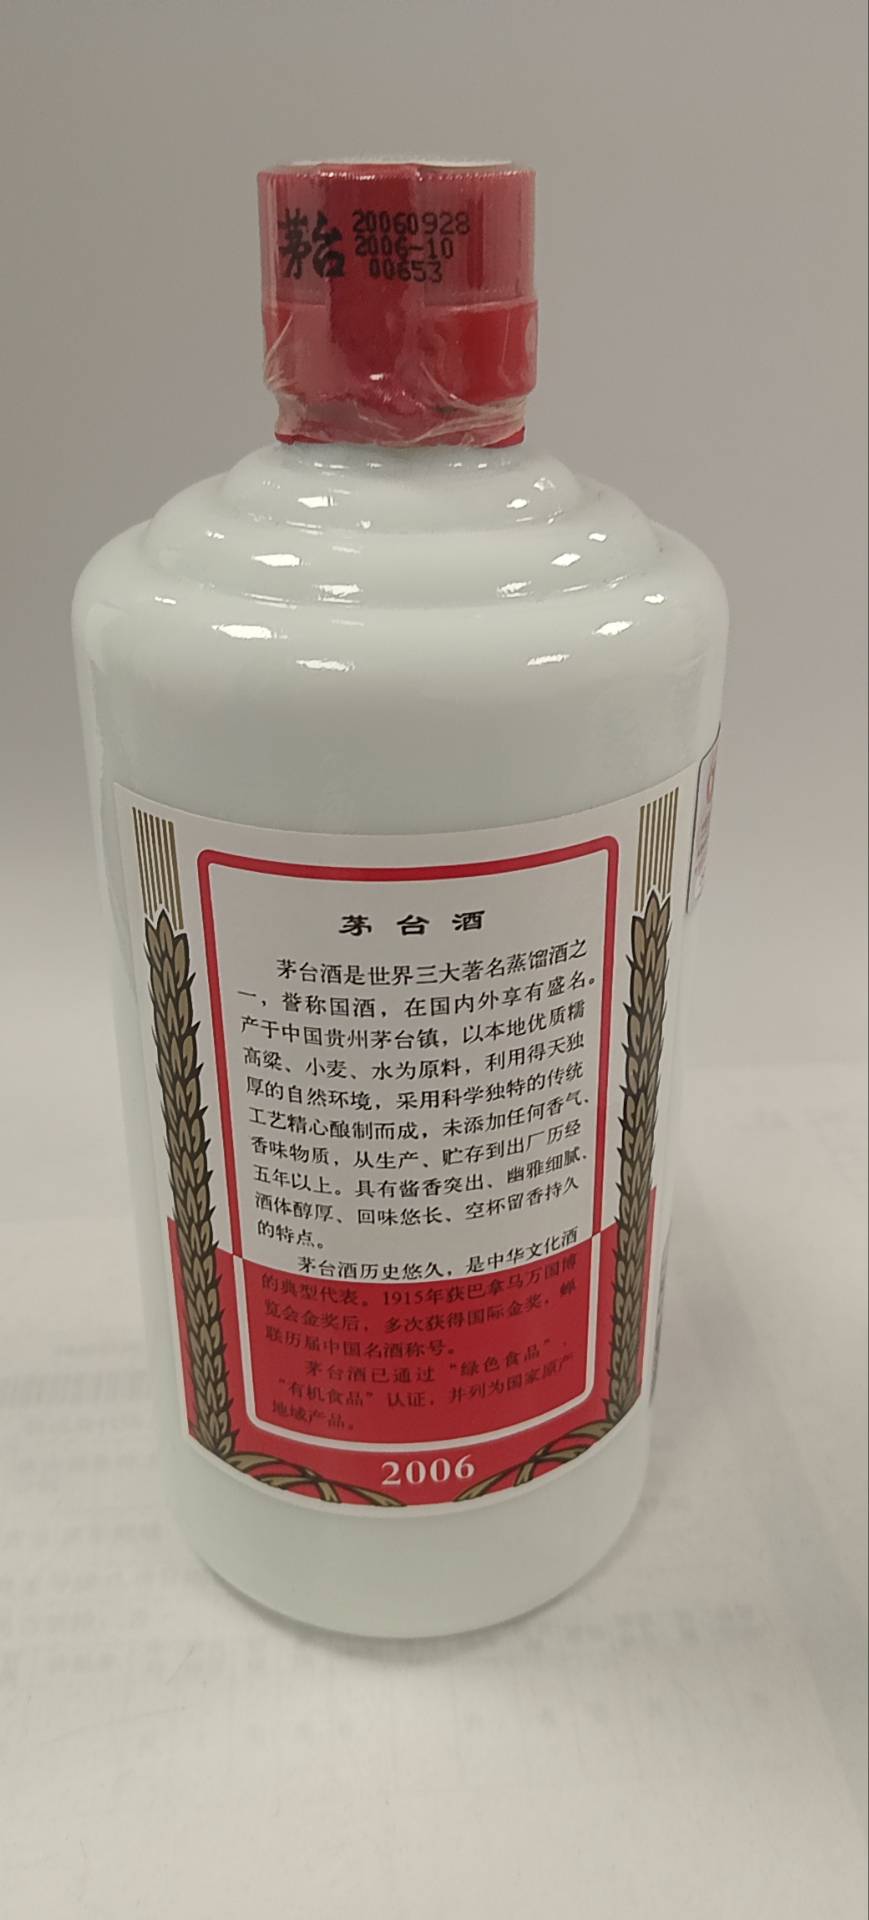 茅台
20060928
2006-10
00653
茅台酒
茅台酒是世界三大著名蒸馏酒之
一，誉称国酒，在国内外享有盛名。
产于中国贵州茅台镇，以本地优质糯
高粱、小麦、水为原料，利用得天独
厚的自然环境，采用科学独特的传统
工艺精心酿制而成，未添加任何香气、
香味物质，从生产、贮存到出厂历经
五年以上。具有酱香突出、幽雅细腻、
酒体醇厚、回味悠长、空杯留香持久
的特点。
茅台酒历史悠久，是中华文化酒
的典型代表。1915年获巴拿马万国博
览会金奖后，多次获得国际金奖，蝉
联历届中国名酒称号。
茅台酒已通过“绿色食品”、
“有机食品”认证，并列为国家原产
地域产品。
2006